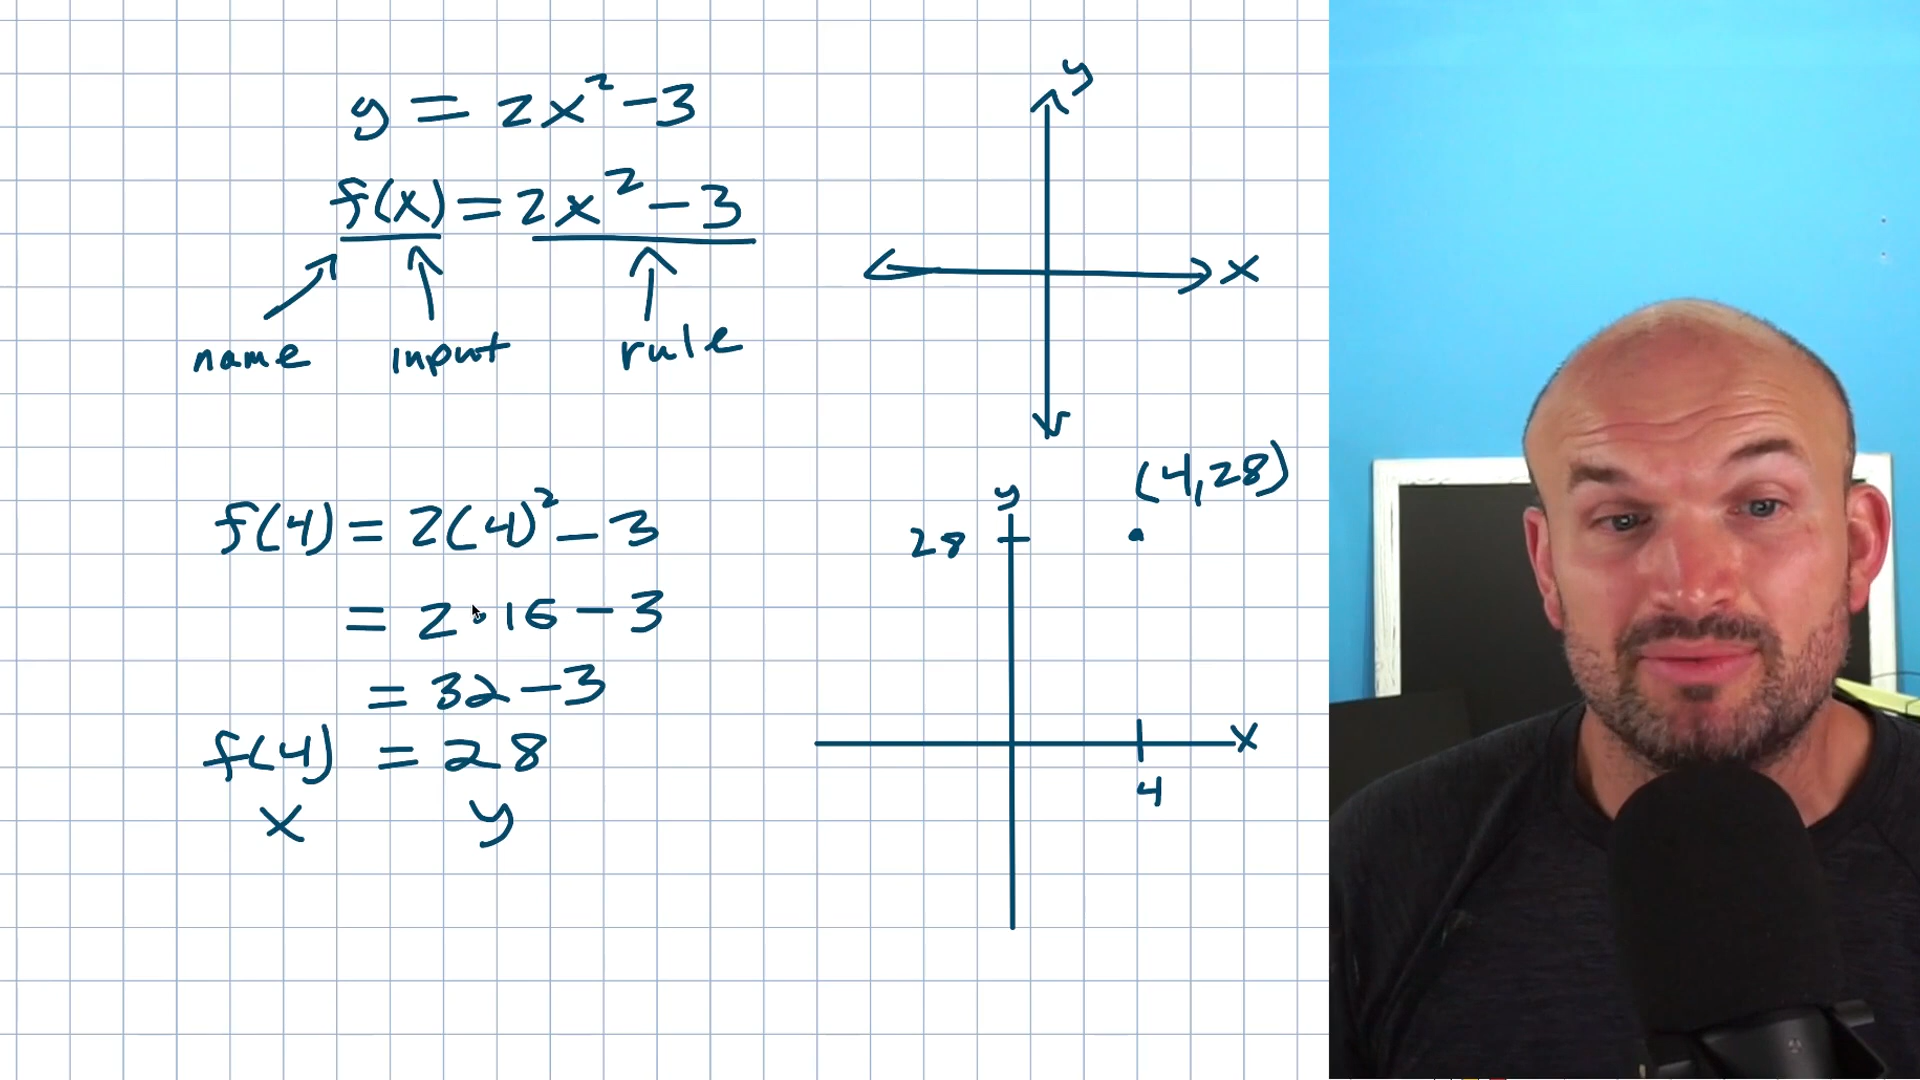 y = 2x² - 3
f(x) = 2x² - 3
name input rule
f(4) = 2(4)² - 3
= 2 · 16 - 3
= 32 - 3
f(4) = 28
x y
y
x
(4,28)
y
28
x
4